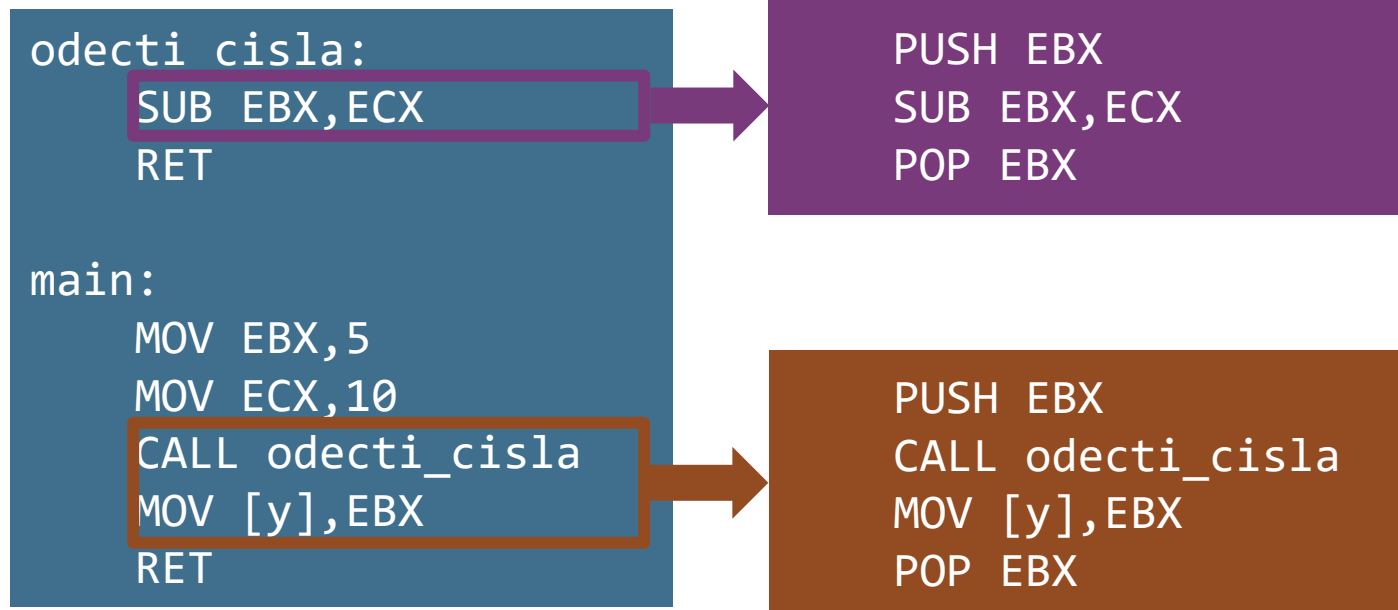 odecti cisla:
SUB EBX,ECX
RET
main:
MOV EBX,5
MOV ECX,10
CALL odecti_cisla
MOV [y],EBX
RET
PUSH EBX
SUB EBX,ECX
POP EBX
PUSH EBX
CALL odecti_cisla
MOV [y],EBX
POP EBX